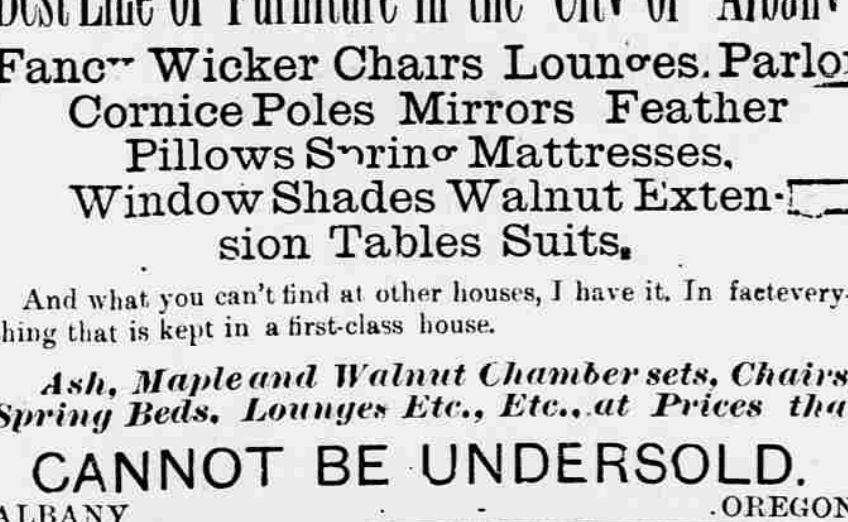 Best Line of Furniture in the City of Albany
Fancy Wicker Chairs Lounges. Parlor
Cornice Poles Mirrors Feather
Pillows Spring Mattresses,
Window Shades Walnut Exten-
sion Tables Suits,
And what you can't find at other houses, I have it. In factevery-
hing that is kept in a first-class house.
Ash, Maple and Walnut Chamber sets, Chairs
Spring Beds. Lounges Etc., Etc., at Prices tha
CANNOT BE UNDERSOLD.
ALBANY - OREGON